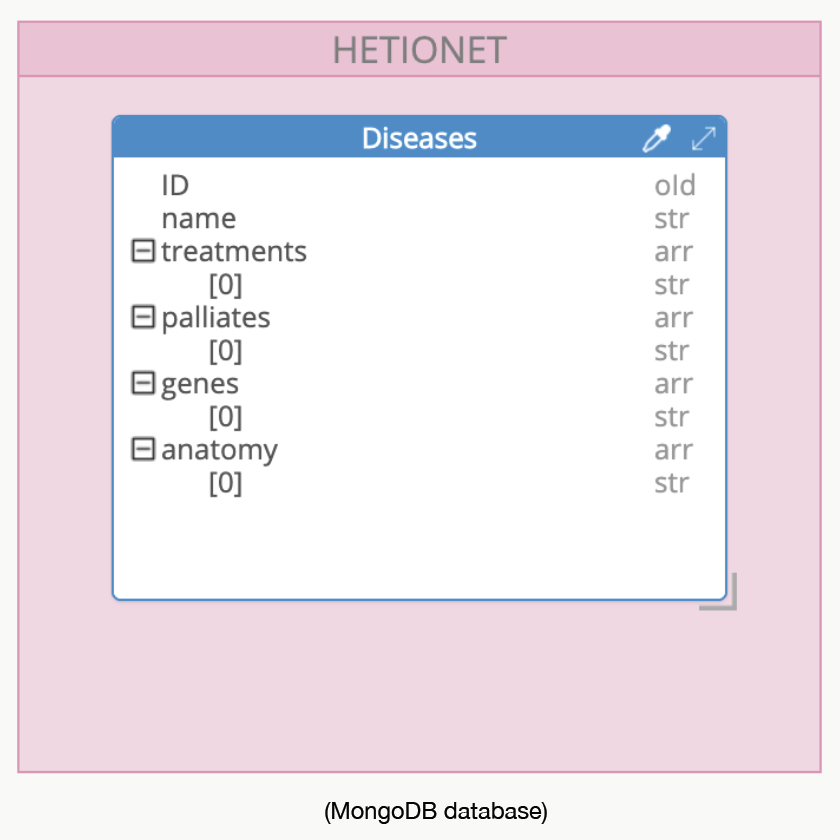 HETIONET
Diseases
ID old
name str
treatments arr
[0] str
palliates arr
[0] str
genes arr
[0] str
anatomy arr
[0] str
(MongoDB database)